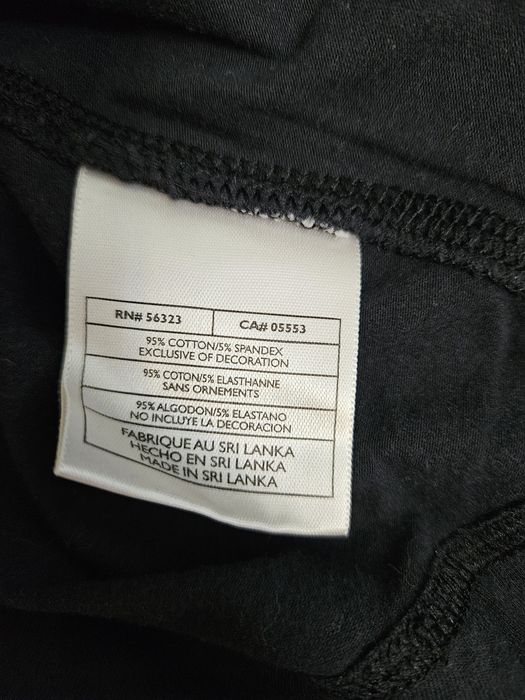 RN# 56323 CA# 05553
95% COTTON/5% SPANDEX
EXCLUSIVE OF DECORATION
95% COTON/5% ELASTHANNE
SANS ORNEMENTS
95% ALGODON/5% ELASTANO
NO INCLUYE LA DECORACION
FABRIQUE AU SRI LANKA
HECHO EN SRI LANKA
MADE IN SRI LANKA